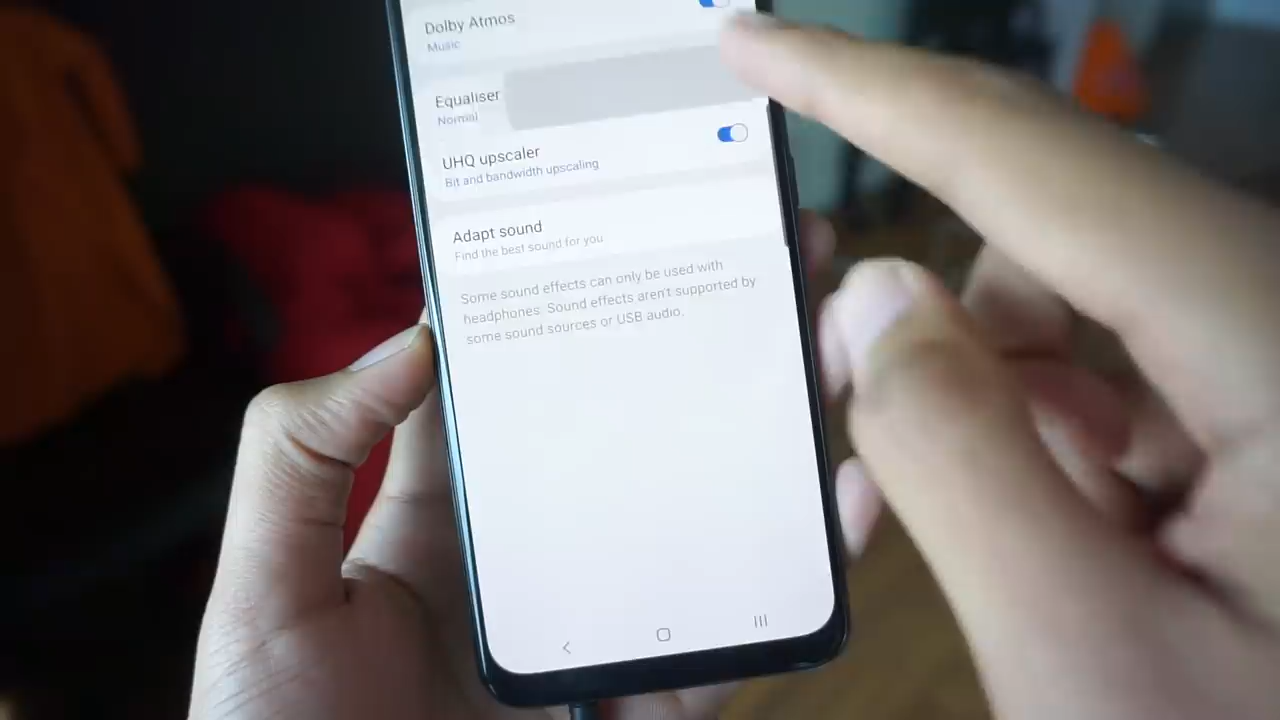 Dolby Atmos
Music
Equaliser
Normal
UHQ upscaler
Bit and bandwidth upscaling
Adapt sound
Find the best sound for you
Some sound effects can only be used with
headphones. Sound effects aren't supported by
some sound sources or USB audio.